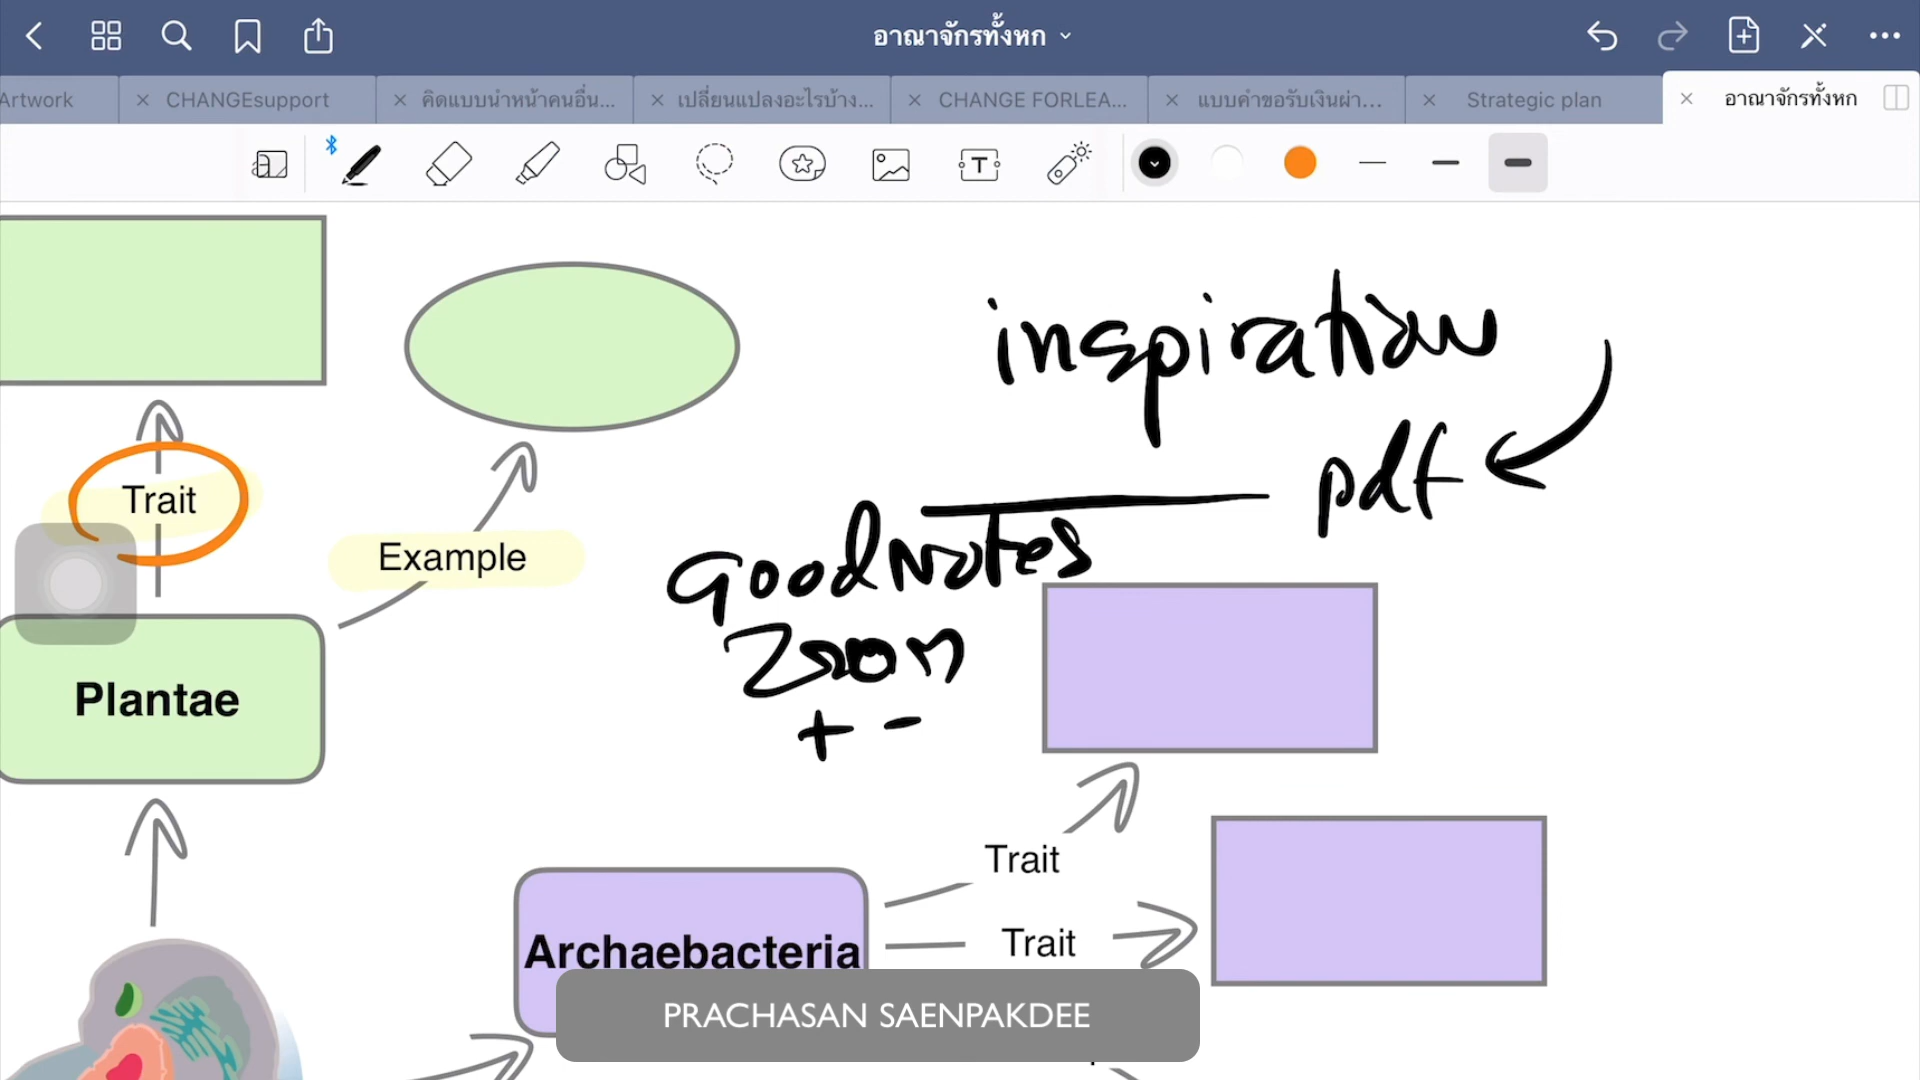 อาณาจักรทั้งหก
Artwork
CHANGEsupport
คิดแบบนำหน้าคนอื่น...
เปลี่ยนแปลงอะไรบ้าง...
CHANGE FORLEA...
แบบคำขอรับเงินผ่า...
Strategic plan
อาณาจักรทั้งหก
inspiration
pdf
Trait
Example
GoodNotes
Zoom
+ -
Plantae
Trait
Archaebacteria
Trait
PRACHASAN SAENPAKDEE